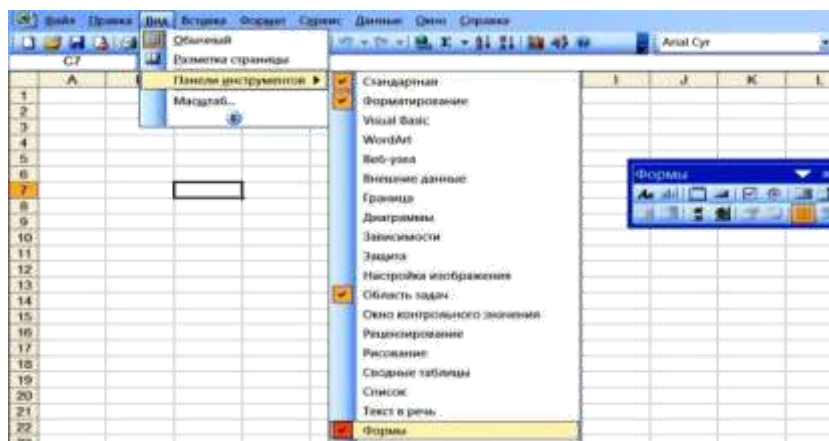 Файл Правка Вид Вставка Формат Сервис Данные Окно Справка
Обычный
Разметка страницы
Панели инструментов
Масштаб...
Arial Cyr
C7
A I J K L
1
2
3
4
5
6
7
8
9
10
11
12
13
14
15
16
17
18
19
20
21
22
Стандартная
Форматирование
Visual Basic
WordArt
Веб-узел
Внешние данные
Граница
Диаграммы
Зависимости
Защита
Настройка изображения
Область задач
Окно контрольного значения
Рецензирование
Рисование
Сводные таблицы
Список
Текст в речь
Формы
Формы
Aa